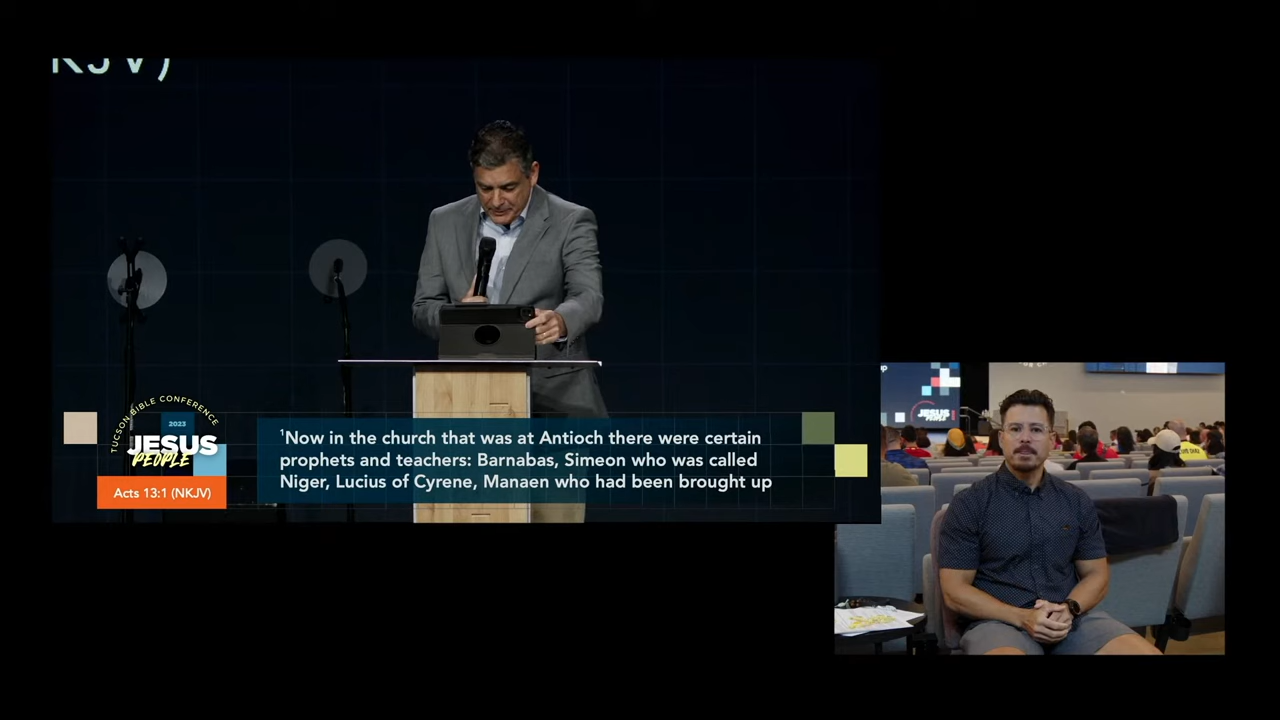 KJV)
TUCSON BIBLE CONFERENCE
2023
JESUS
PEOPLE
Acts 13:1 (NKJV)
¹Now in the church that was at Antioch there were certain
prophets and teachers: Barnabas, Simeon who was called
Niger, Lucius of Cyrene, Manaen who had been brought up
JESUS
PEOPLE